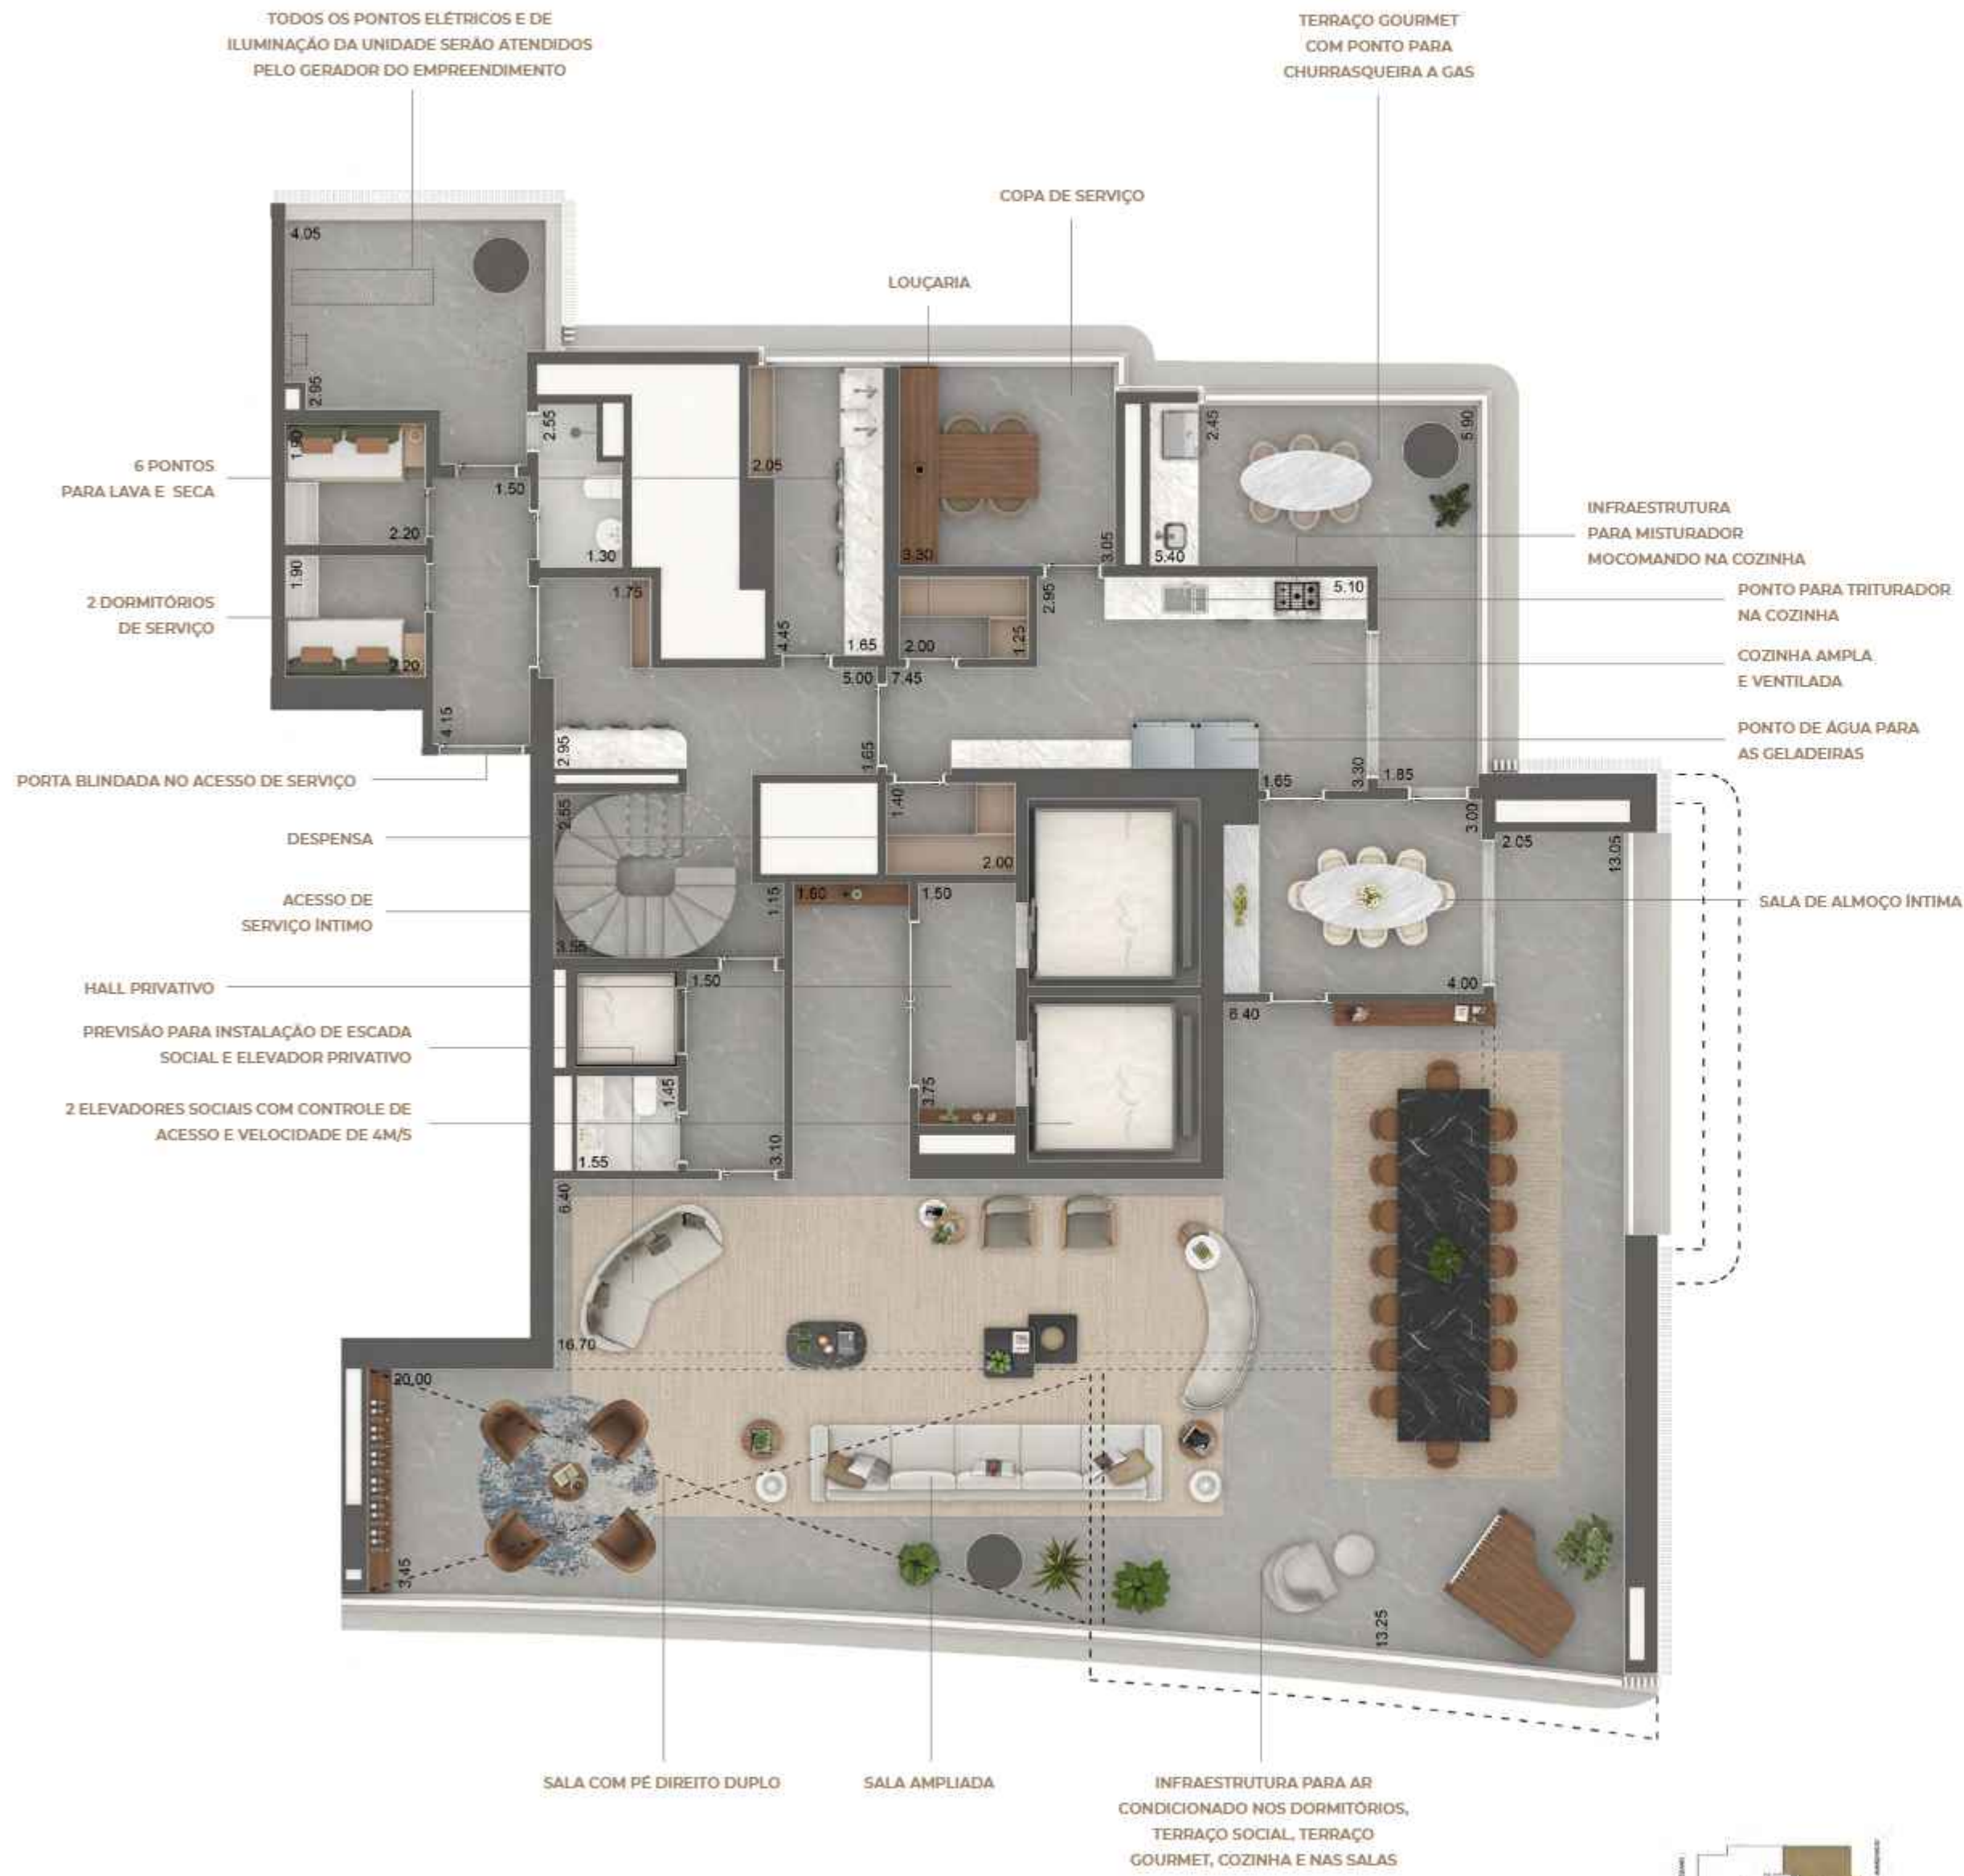 TODOS OS PONTOS ELÉTRICOS E DE
ILUMINAÇÃO DA UNIDADE SERÃO ATENDIDOS
PELO GERADOR DO EMPREENDIMENTO
TERRAÇO GOURMET
COM PONTO PARA
CHURRASQUEIRA A GAS
COPA DE SERVIÇO
LOUÇARIA
4.05
2.95
2.55
2.05
2.45
5.90
1.90
6 PONTOS
PARA LAVA E SECA
1.50
2.20
1.30
3.30
3.05
5.40
INFRAESTRUTURA
PARA MISTURADOR
MOCOMANDO NA COZINHA
1.90
1.75
2.95
5.10
PONTO PARA TRITURADOR
NA COZINHA
2 DORMITÓRIOS
DE SERVIÇO
2.20
4.45
1.65
2.00
1.25
COZINHA AMPLA
E VENTILADA
5.00
7.45
4.15
2.95
1.65
PONTO DE ÁGUA PARA
AS GELADEIRAS
PORTA BLINDADA NO ACESSO DE SERVIÇO
1.65
3.30
1.85
2.55
1.40
3.00
2.05
13.05
DESPENSA
2.00
ACESSO DE
SERVIÇO ÍNTIMO
1.15
1.60
1.50
SALA DE ALMOÇO ÍNTIMA
3.55
HALL PRIVATIVO
1.50
4.00
6.40
PREVISÃO PARA INSTALAÇÃO DE ESCADA
SOCIAL E ELEVADOR PRIVATIVO
1.45
3.75
2 ELEVADORES SOCIAIS COM CONTROLE DE
ACESSO E VELOCIDADE DE 4M/S
1.55
3.10
6.40
16.70
20.00
3.45
13.25
SALA COM PÉ DIREITO DUPLO
SALA AMPLIADA
INFRAESTRUTURA PARA AR
CONDICIONADO NOS DORMITÓRIOS,
TERRAÇO SOCIAL, TERRAÇO
GOURMET, COZINHA E NAS SALAS